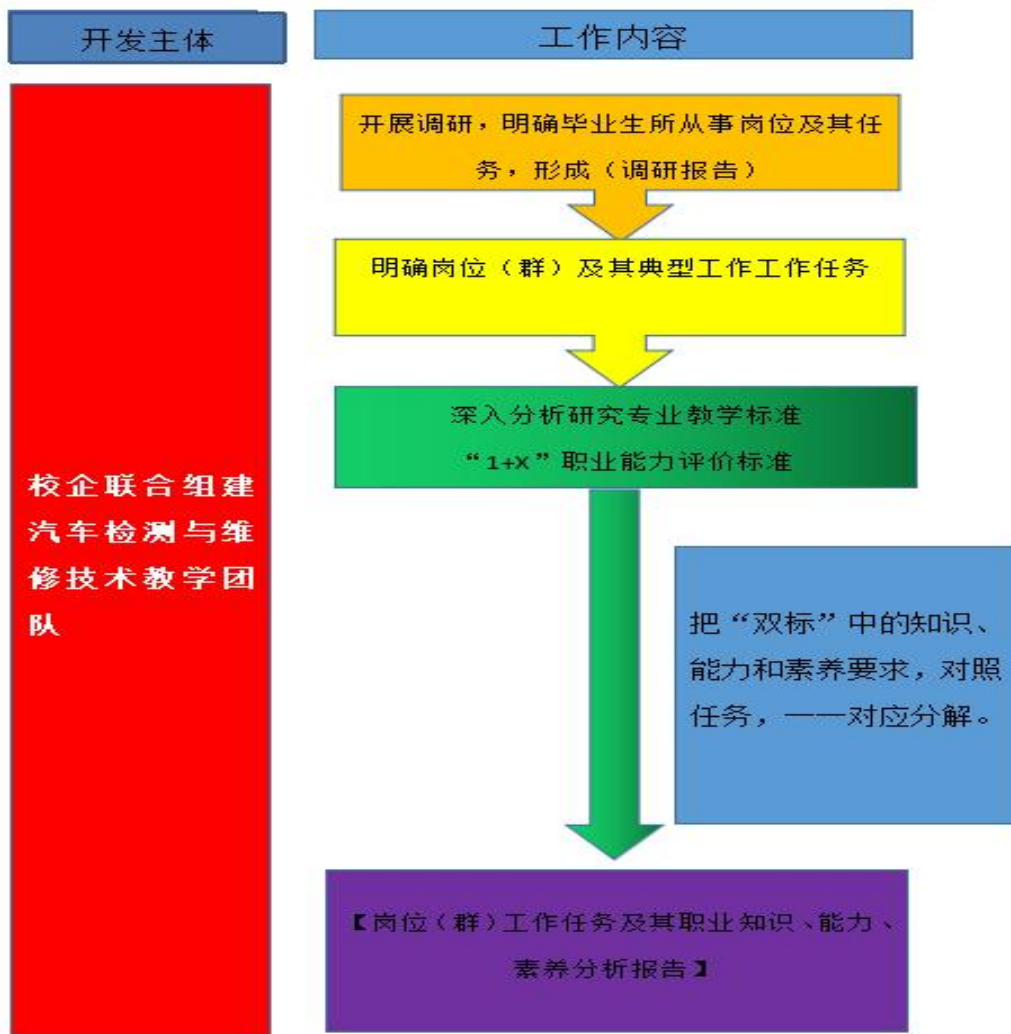 开发主体
工作内容
开展调研，明确毕业生所从事岗位及其任
务，形成（调研报告）
明确岗位（群）及其典型工作工作任务
深入分析研究专业教学标准
“1+X”职业能力评价标准
校企联合组建
汽车检测与维
修技术教学团
队
把“双标”中的知识、
能力和素养要求，对照
任务，一一对应分解。
【岗位（群）工作任务及其职业知识、能力、
素养分析报告】